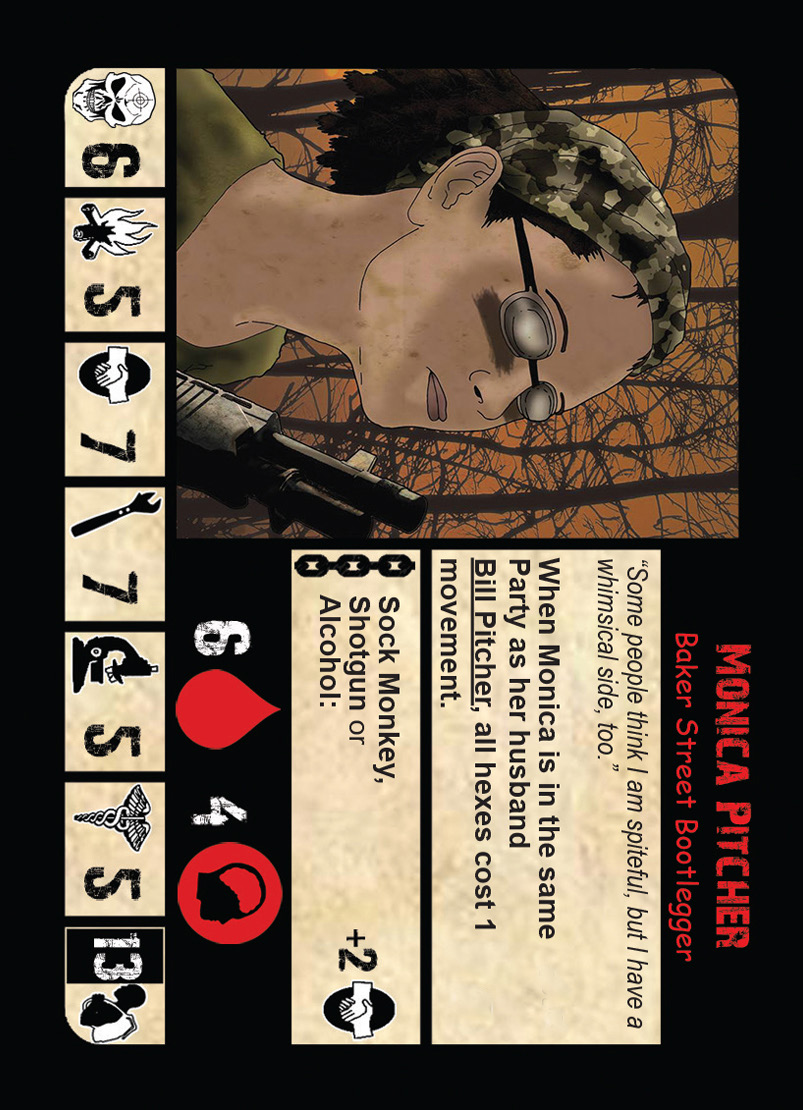 MONICA PITCHER
Baker Street Bootlegger
“Some people think I am spiteful, but I have a
whimsical side, too.”
When Monica is in the same
Party as her husband
Bill Pitcher, all hexes cost 1
movement.
Sock Monkey,
Shotgun or
Alcohol:
+2
6
4
6
5
7
7
5
5
13